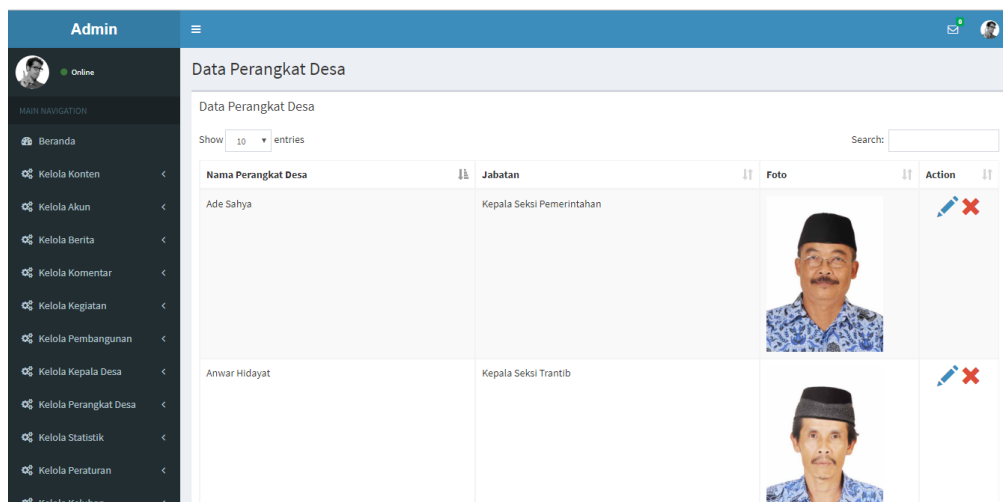 Admin
0
Online
Data Perangkat Desa
MAIN NAVIGATION
Data Perangkat Desa
Beranda
Show 10 entries
Search:
Kelola Konten
Nama Perangkat Desa
Jabatan
Foto
Action
Kelola Akun
Ade Sahya
Kepala Seksi Pemerintahan
Kelola Berita
Kelola Komentar
Kelola Kegiatan
Kelola Pembangunan
Kelola Kepala Desa
Anwar Hidayat
Kepala Seksi Trantib
Kelola Perangkat Desa
Kelola Statistik
Kelola Peraturan